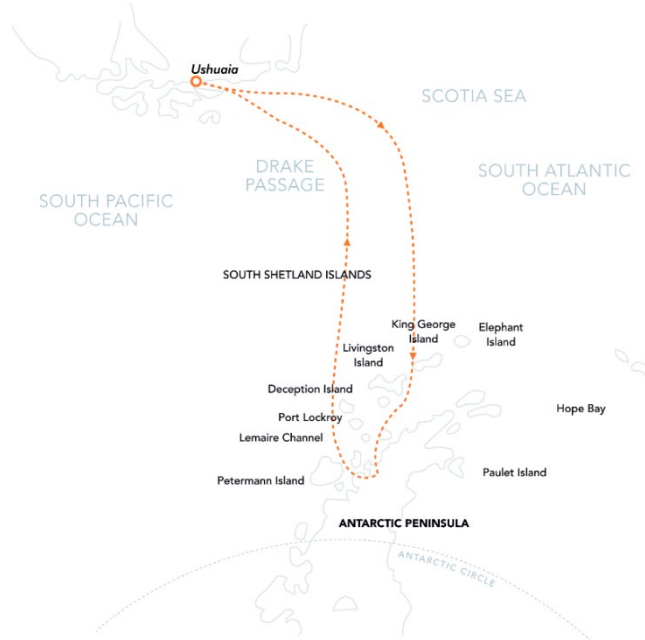 Ushuaia
SCOTIA SEA
DRAKE
PASSAGE
SOUTH ATLANTIC
OCEAN
SOUTH PACIFIC
OCEAN
SOUTH SHETLAND ISLANDS
King George
Island
Elephant
Island
Livingston
Island
Deception Island
Port Lockroy
Hope Bay
Lemaire Channel
Petermann Island
Paulet Island
ANTARCTIC PENINSULA
ANTARCTIC CIRCLE